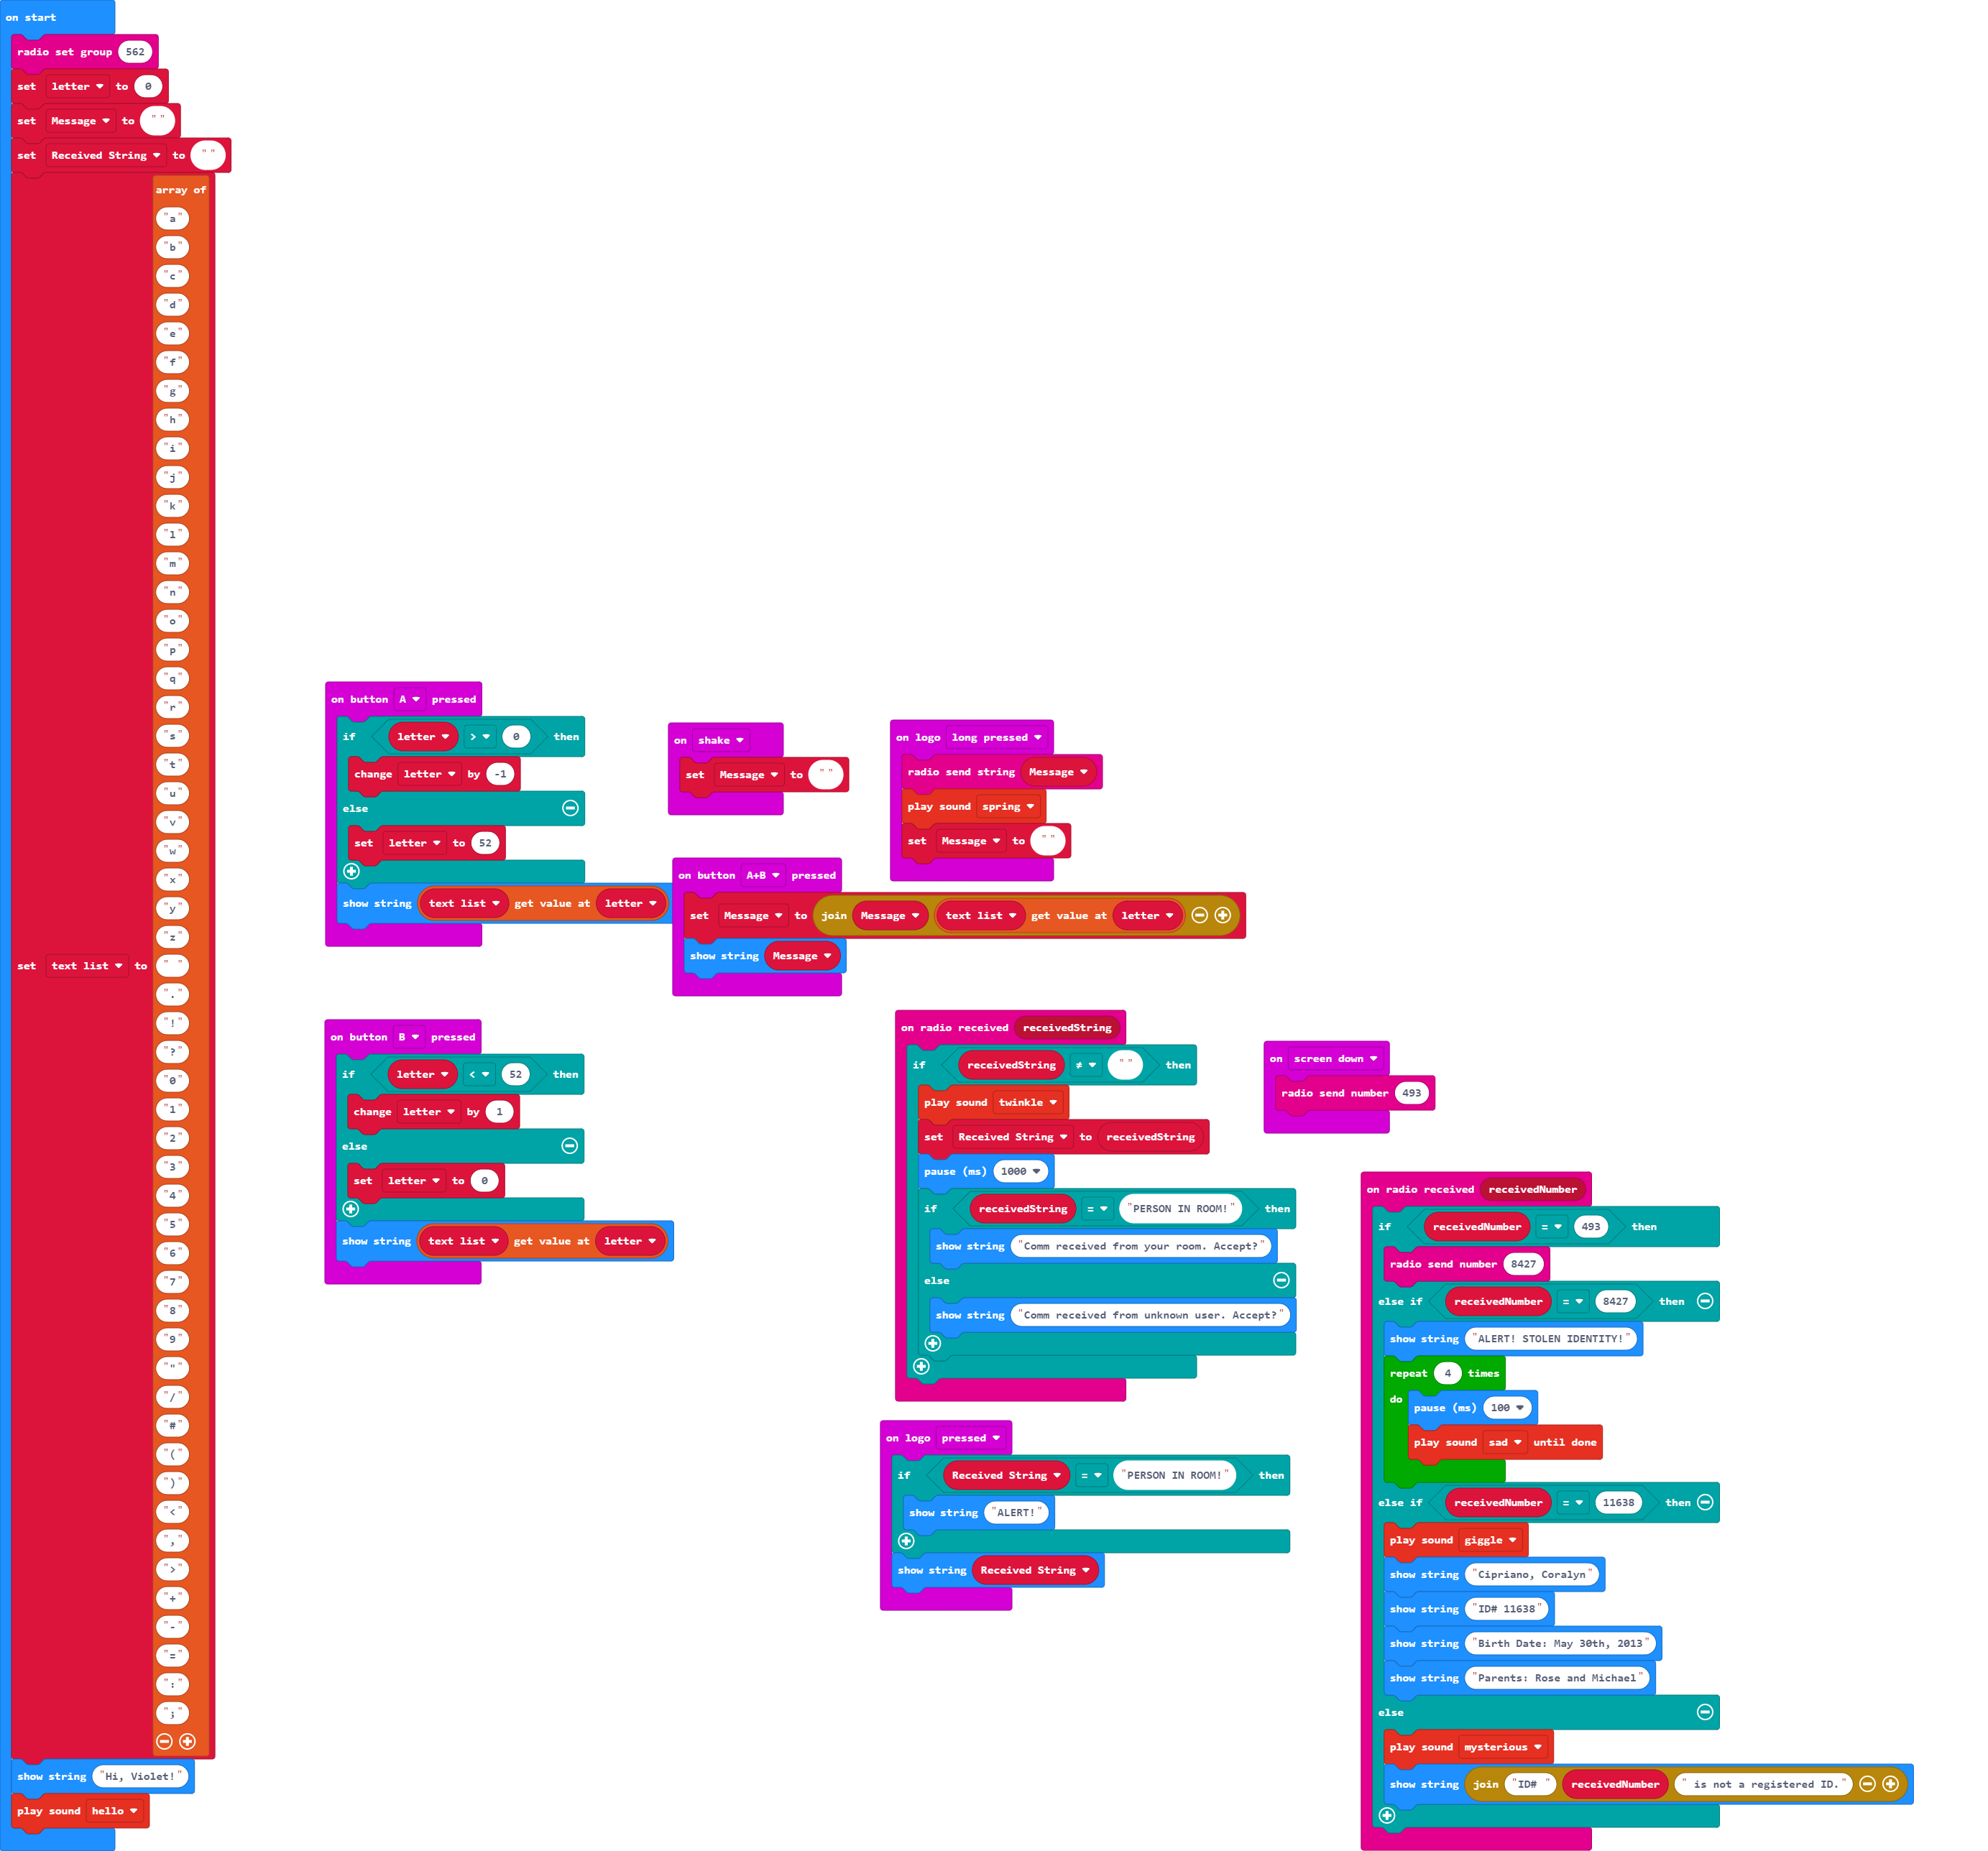 on start
radio set group 562
set letter to 0
set Message to " "
set Received String to " "
set text list to
array of
"a"
"b"
"c"
"d"
"e"
"f"
"g"
"h"
"i"
"j"
"k"
"l"
"m"
"n"
"o"
"p"
"q"
"r"
"s"
"t"
"u"
"v"
"w"
"x"
"y"
"z"
" "
"."
"!"
"?"
"0"
"1"
"2"
"3"
"4"
"5"
"6"
"7"
"8"
"9"
"""
"/"
"#"
"("
")"
"<"
","
">"
"+"
"-"
"="
":"
";"
show string "Hi, Violet!"
play sound hello
on button A pressed
if letter > 0 then
change letter by -1
else
set letter to 52
show string text list get value at letter
on button B pressed
if letter < 52 then
change letter by 1
else
set letter to 0
show string text list get value at letter
on shake
set Message to " "
on button A+B pressed
set Message to join Message text list get value at letter
show string Message
on logo long pressed
radio send string Message
play sound spring
set Message to " "
on radio received receivedString
if receivedString ≠ " " then
play sound twinkle
set Received String to receivedString
pause (ms) 1000
if receivedString = "PERSON IN ROOM!" then
show string "Comm received from your room. Accept?"
else
show string "Comm received from unknown user. Accept?"
on logo pressed
if Received String = "PERSON IN ROOM!" then
show string "ALERT!"
show string Received String
on screen down
radio send number 493
on radio received receivedNumber
if receivedNumber = 493 then
radio send number 8427
else if receivedNumber = 8427 then
show string "ALERT! STOLEN IDENTITY!"
repeat 4 times
do
pause (ms) 100
play sound sad until done
else if receivedNumber = 11638 then
play sound giggle
show string "Cipriano, Coralyn"
show string "ID# 11638"
show string "Birth Date: May 30th, 2013"
show string "Parents: Rose and Michael"
else
play sound mysterious
show string join "ID# " receivedNumber " is not a registered ID."